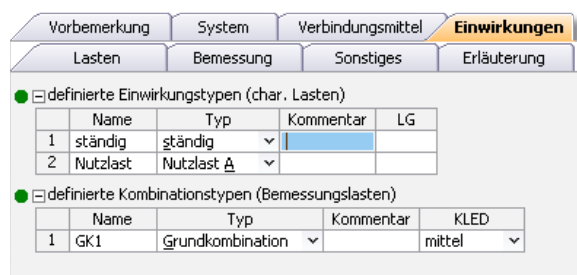 Vorbemerkung System Verbindungsmittel Einwirkungen
Lasten Bemessung Sonstiges Erläuterung
definierte Einwirkungstypen (char. Lasten)
Name Typ Kommentar LG
1 ständig ständig
2 Nutzlast Nutzlast A
definierte Kombinationstypen (Bemessungslasten)
Name Typ Kommentar KLED
1 GK1 Grundkombination mittel